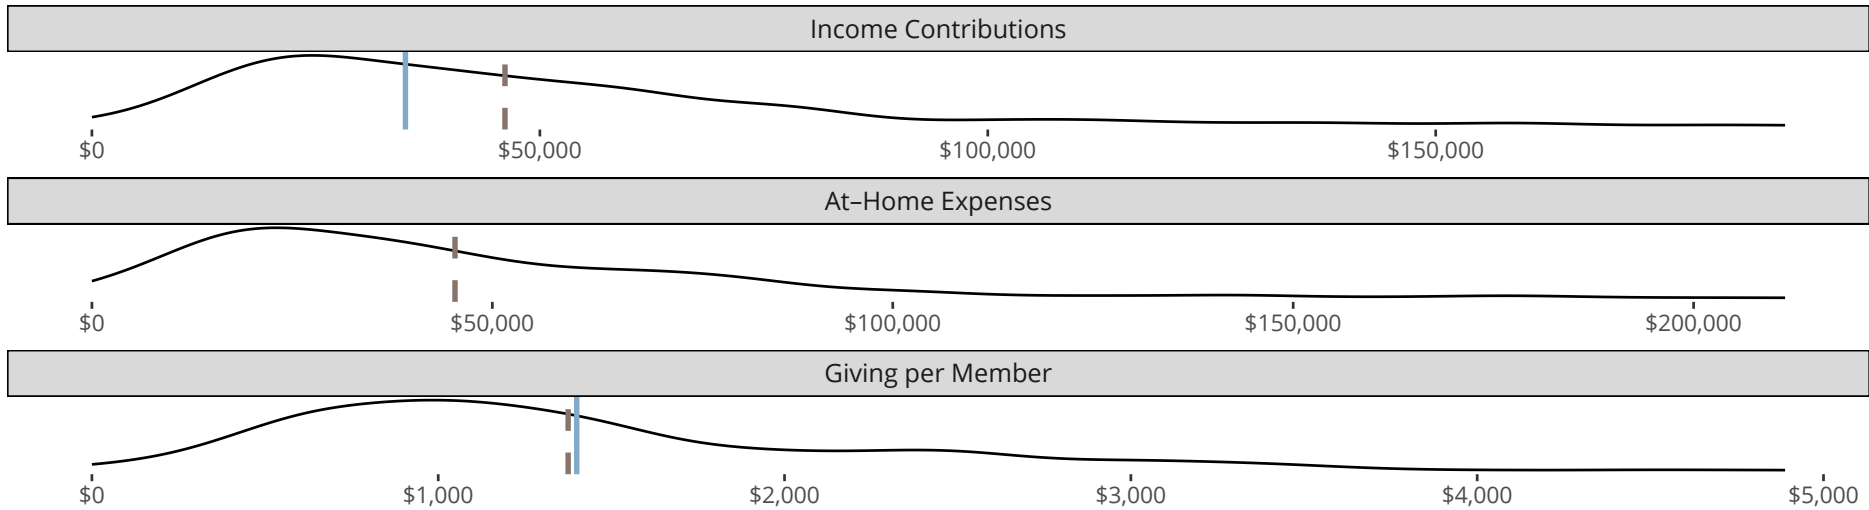 Income Contributions
$0 $50,000 $100,000 $150,000
At–Home Expenses
$0 $50,000 $100,000 $150,000 $200,000
Giving per Member
$0 $1,000 $2,000 $3,000 $4,000 $5,000